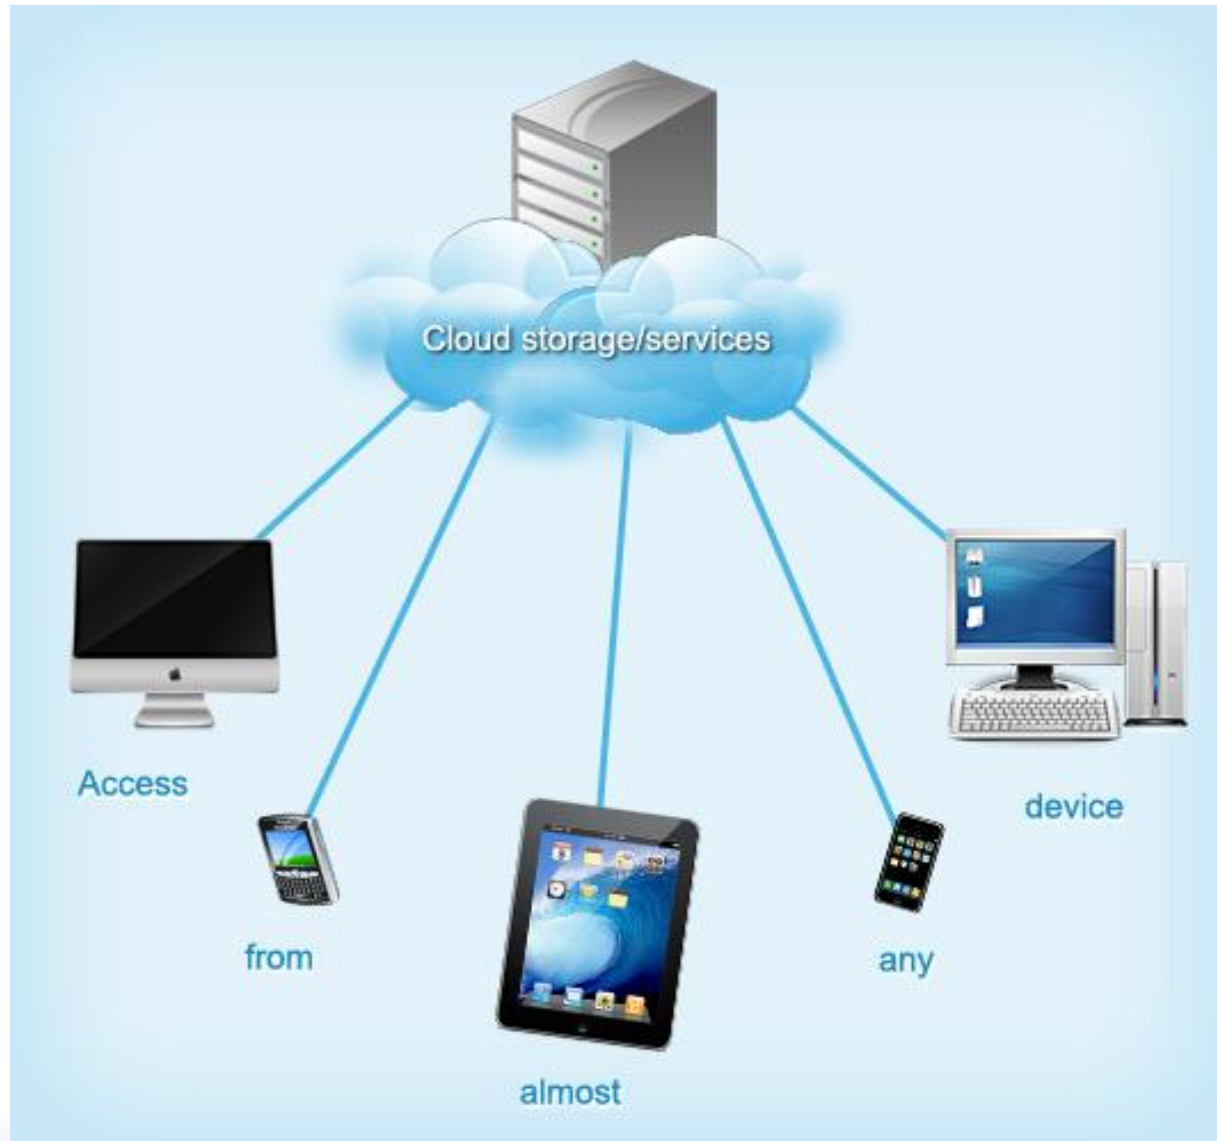 Cloud storage/services
Access
from
almost
any
device